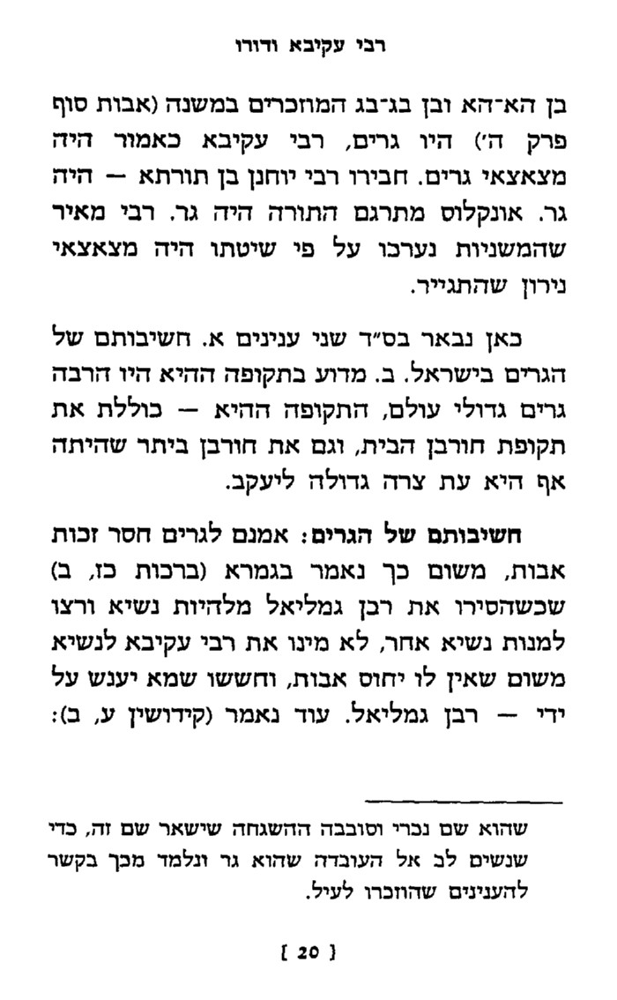 רבי עקיבא ודורו
בן הא־הא ובן בג־בג המוזכרים במשנה (אבות סוף
פרק ה') היו גרים, רבי עקיבא כאמור היה
מצאצאי גרים. חבירו רבי יוחנן בן תורתא — היה
גר. אונקלוס מתרגם התורה היה גר. רבי מאיר
שהמשניות נערכו על פי שיטתו היה מצאצאי
נירון שהתגייר.
כאן נבאר בס״ד שני ענינים א. חשיבותם של
הגרים בישראל. ב. מדוע בתקופה ההיא היו הרבה
גרים גדולי עולם, התקופה ההיא — כוללת את
תקופת חורבן הבית, וגם את חורבן ביתר שהיתה
אף היא עת צרה גדולה ליעקב.
חשיבותם של הגרים: אמנם לגרים חסר זכות
אבות, משום כך נאמר בגמרא (ברכות כז, ב)
שכשהסירו את רבן גמליאל מלהיות נשיא ורצו
למנות נשיא אחר, לא מינו את רבי עקיבא לנשיא
משום שאין לו יחוס אבות, וחששו שמא יענש על
ידי — רבן גמליאל. עוד נאמר (קידושין ע, ב):
שהוא שם נכרי וסובבה ההשגחה שישאר שם זה, כדי
שנשים לב אל העובדה שהוא גר ונלמד מכך בקשר
להענינים שהוזכרו לעיל.
[ 20 ]